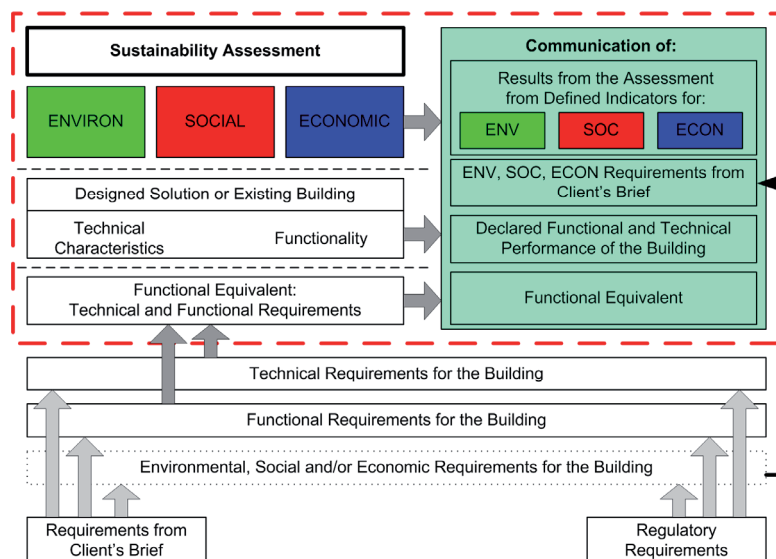 Sustainability Assessment
ENVIRON
SOCIAL
ECONOMIC
Designed Solution or Existing Building
Technical
Characteristics
Functionality
Functional Equivalent:
Technical and Functional Requirements
Communication of:
Results from the Assessment
from Defined Indicators for:
ENV
SOC
ECON
ENV, SOC, ECON Requirements from
Client's Brief
Declared Functional and Technical
Performance of the Building
Functional Equivalent
Technical Requirements for the Building
Functional Requirements for the Building
Environmental, Social and/or Economic Requirements for the Building
Requirements from
Client's Brief
Regulatory
Requirements